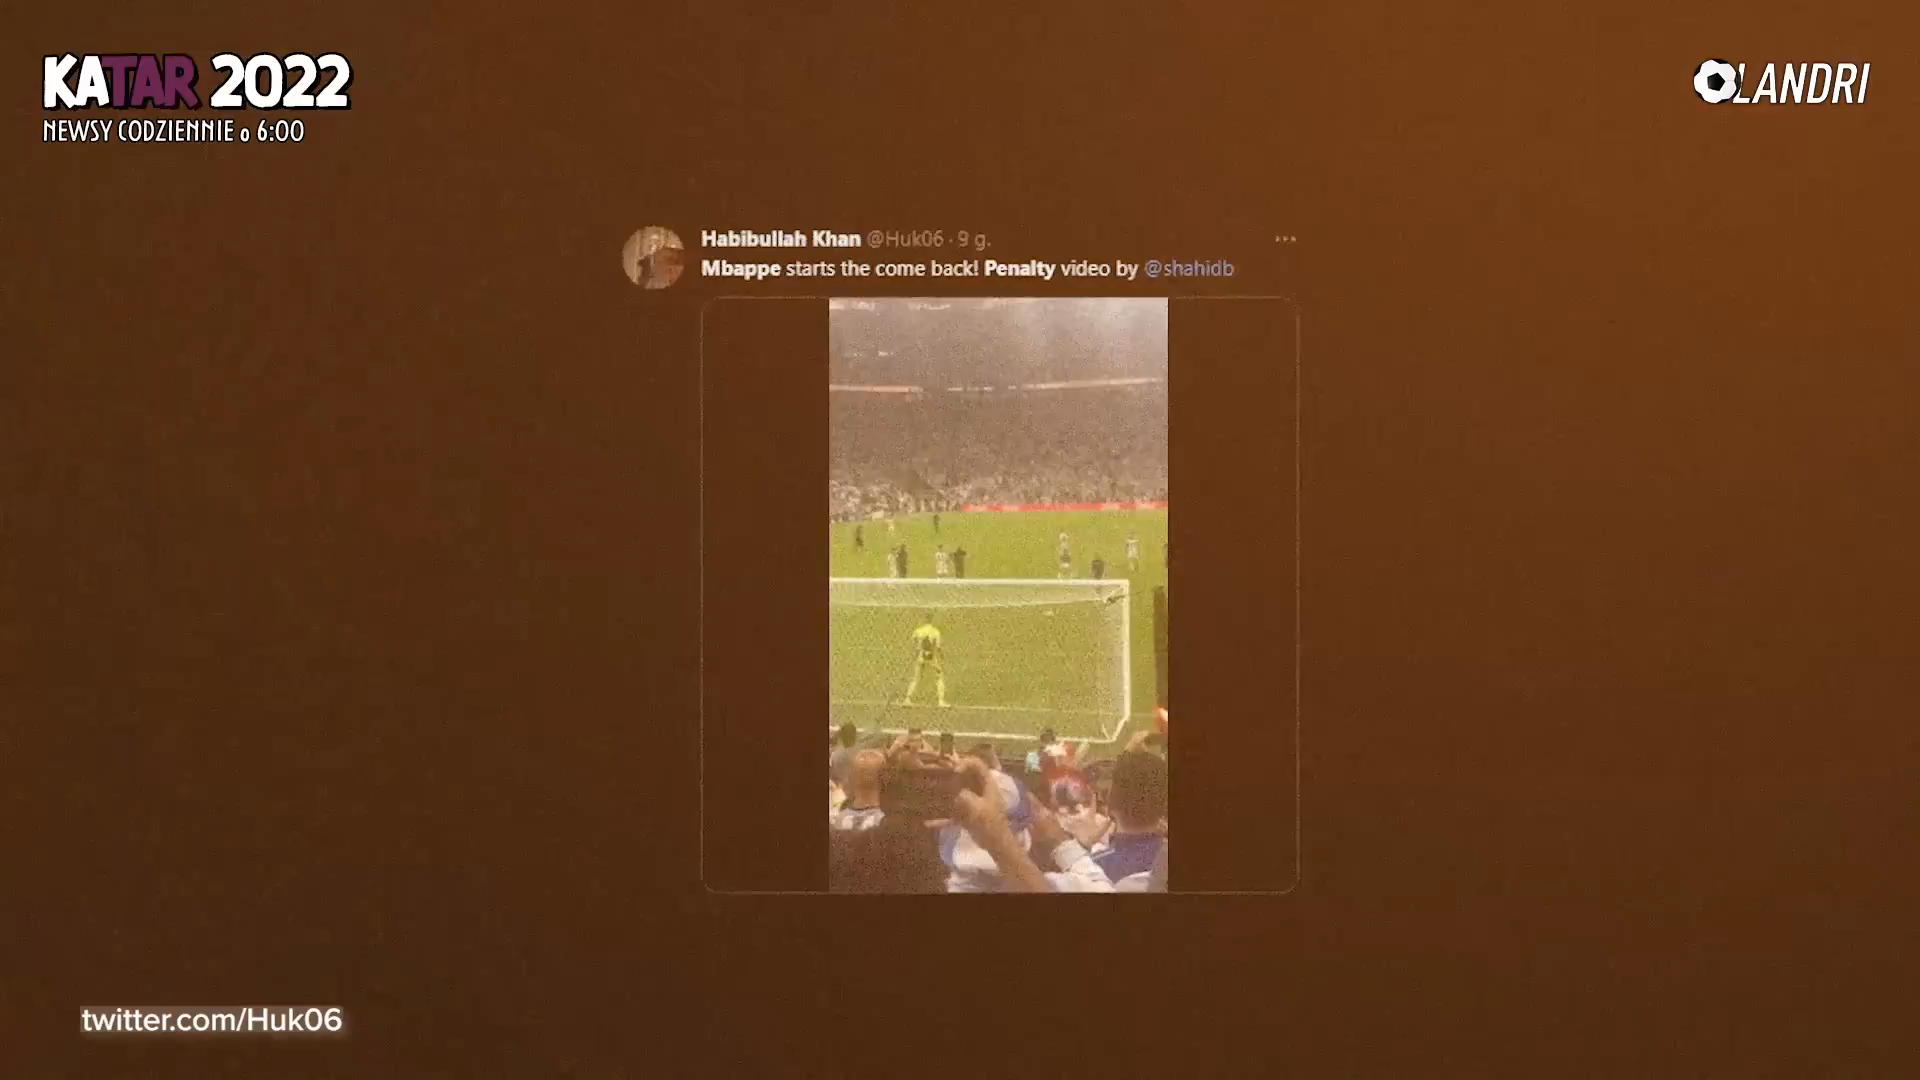 KATAR 2022
NEWSY CODZIENNIE o 6:00
OLANDRI
Habibullah Khan @Huk06 · 9 g.
Mbappe starts the come back! Penalty video by @shahidb
twitter.com/Huk06